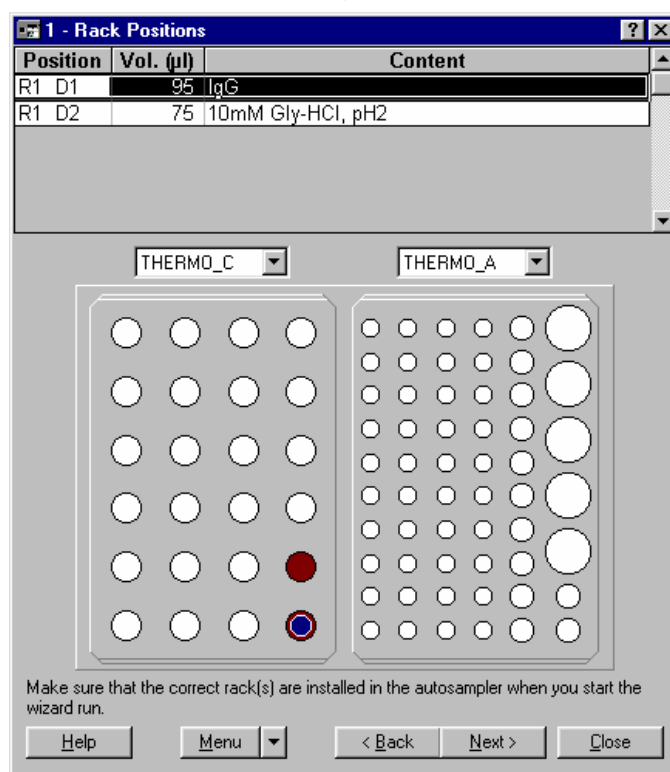 1 - Rack Positions
Position Vol. (µl) Content
R1 D1 95 IgG
R1 D2 75 10mM Gly-HCl, pH2
THERMO_C THERMO_A
Make sure that the correct rack(s) are installed in the autosampler when you start the
wizard run.
Help Menu < Back Next > Close